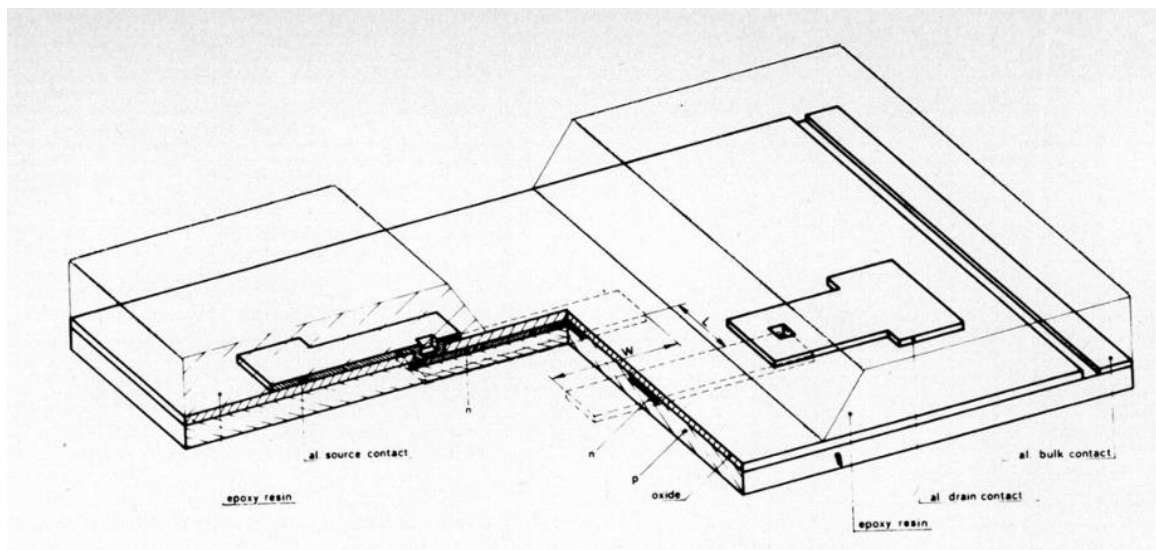 L
W
n
n
al source contact
p
al. bulk contact
epoxy resin
oxide
al. drain contact
epoxy resin